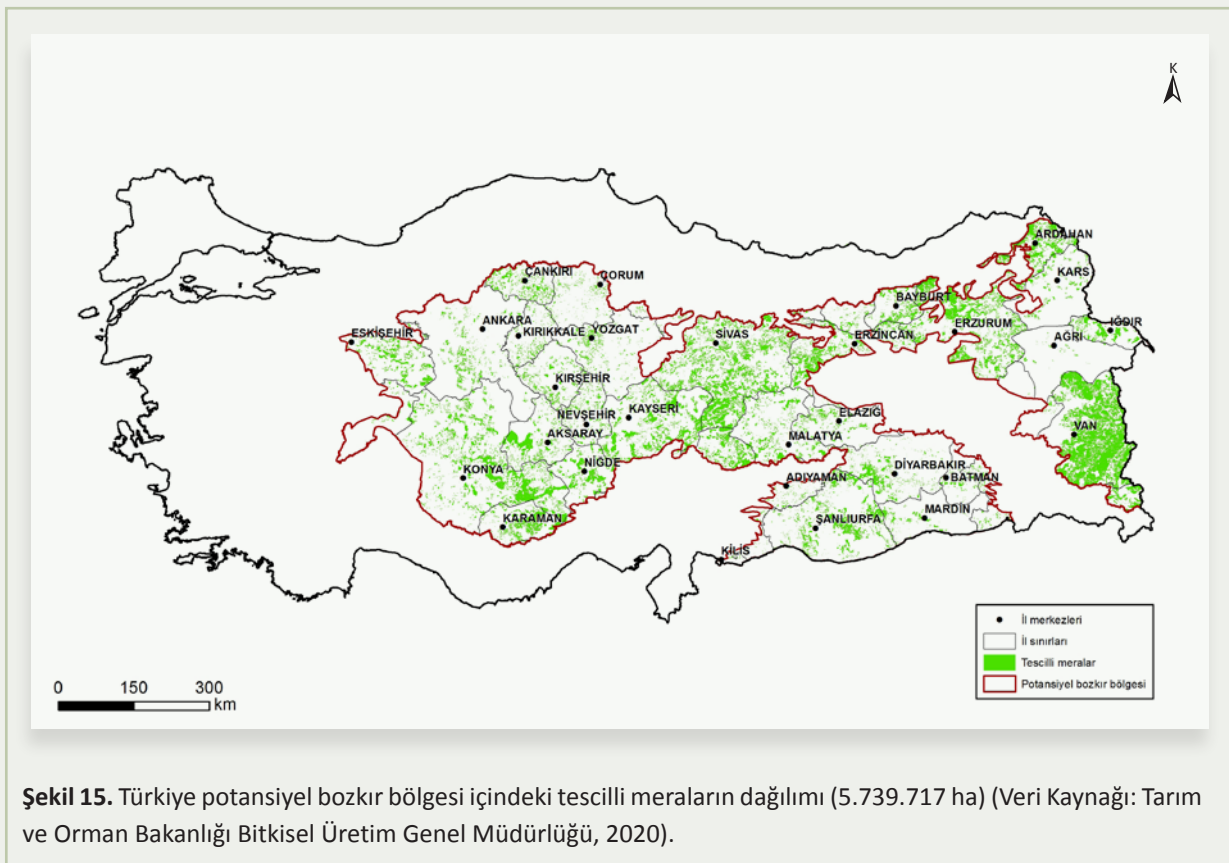 K
ARDAHAN
KARS
ÇANKIRI
ÇORUM
BAYBURT
ANKARA
KIRIKKALE
YOZGAT
ESKİŞEHİR
SİVAS
ERZİNCAN
ERZURUM
IĞDIR
AĞRI
KIRŞEHİR
NEVŞEHİR
KAYSERİ
ELAZIĞ
VAN
AKSARAY
MALATYA
KONYA
NİĞDE
DİYARBAKIR
BATMAN
ADIYAMAN
KARAMAN
ŞANLIURFA
MARDİN
KİLİS
İl merkezleri
İl sınırları
Tescilli meralar
Potansiyel bozkır bölgesi
0 150 300
km
Şekil 15. Türkiye potansiyel bozkır bölgesi içindeki tescilli meraların dağılımı (5.739.717 ha) (Veri Kaynağı: Tarım
ve Orman Bakanlığı Bitkisel Üretim Genel Müdürlüğü, 2020).